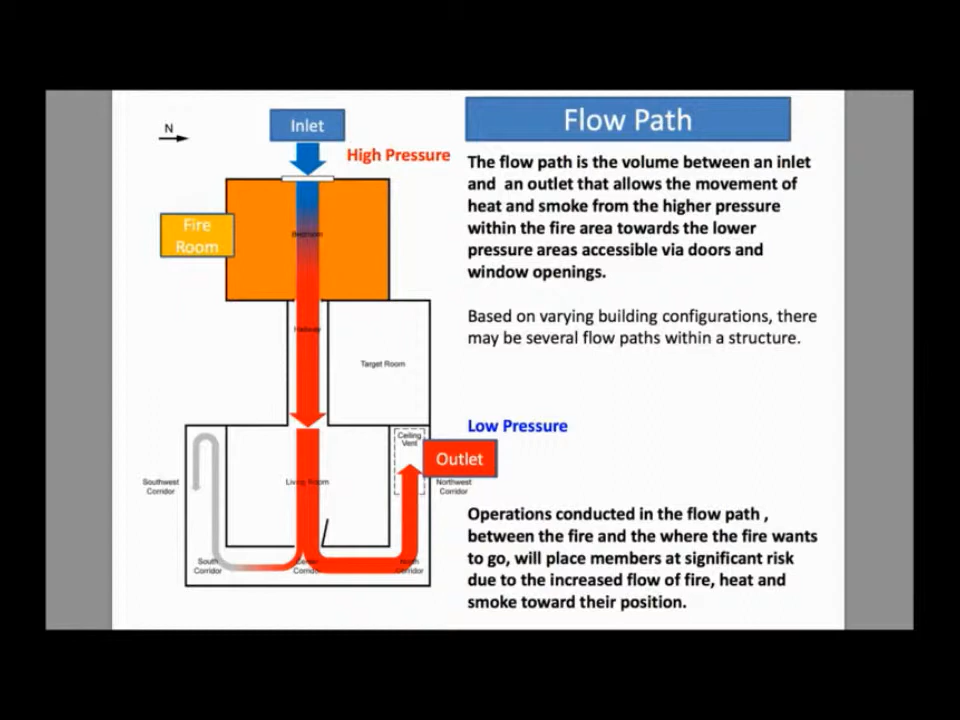 Inlet
N
High Pressure
Fire
Room
Bedroom
Hallway
Target Room
Ceiling
Vent
Outlet
Southwest
Corridor
Living Room
Northwest
Corridor
South
Corridor
Center
Corridor
North
Corridor
Flow Path
The flow path is the volume between an inlet
and an outlet that allows the movement of
heat and smoke from the higher pressure
within the fire area towards the lower
pressure areas accessible via doors and
window openings.
Based on varying building configurations, there
may be several flow paths within a structure.
Low Pressure
Operations conducted in the flow path ,
between the fire and the where the fire wants
to go, will place members at significant risk
due to the increased flow of fire, heat and
smoke toward their position.